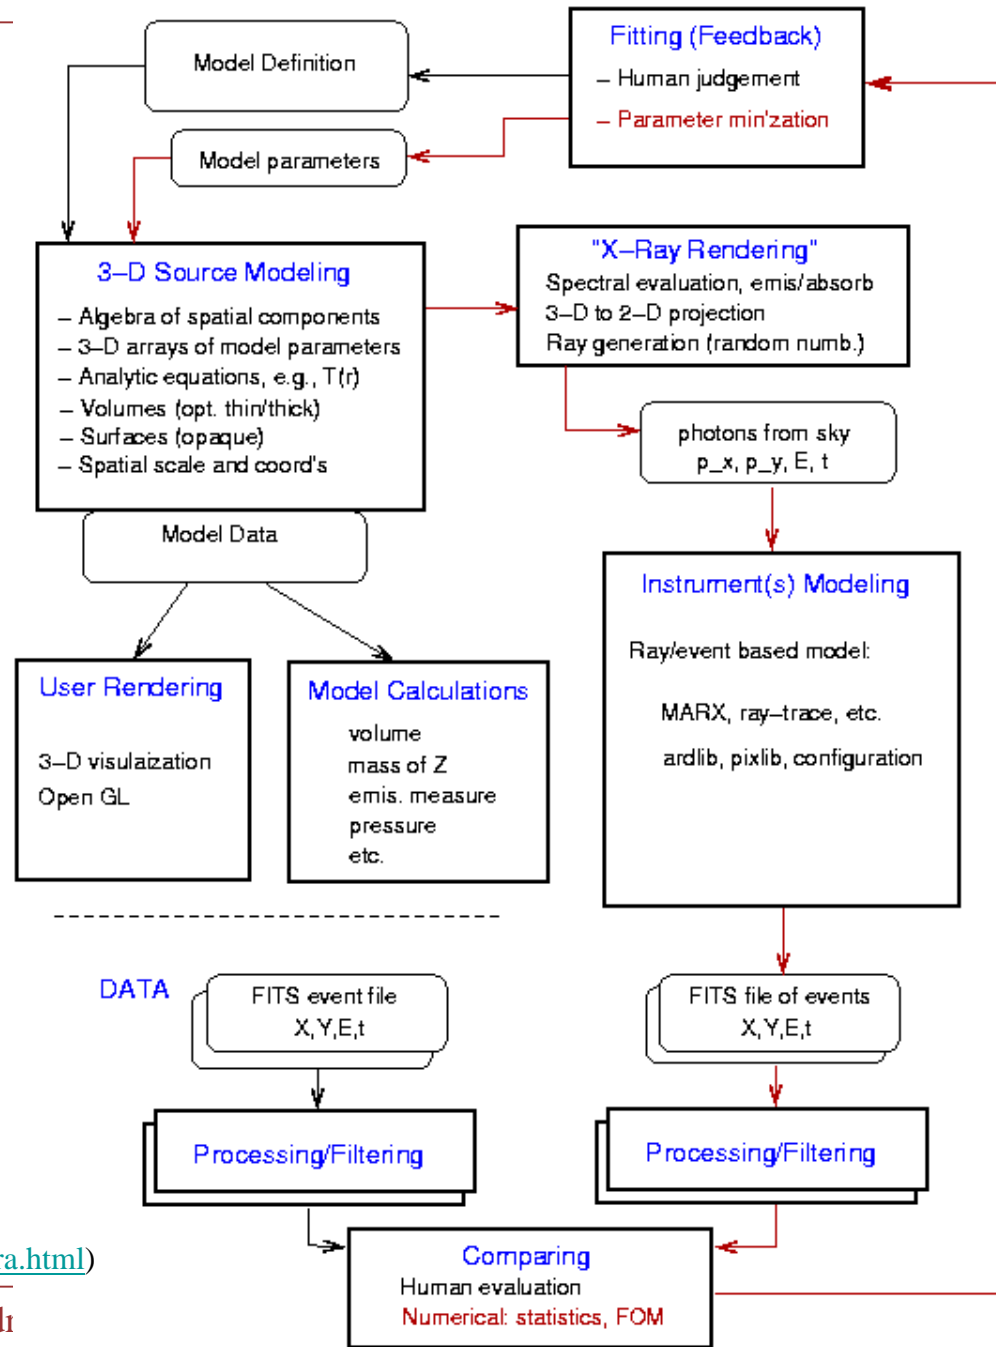 Model Definition
Fitting (Feedback)
– Human judgement
– Parameter min'zation
Model parameters
3–D Source Modeling
– Algebra of spatial components
– 3–D arrays of model parameters
– Analytic equations, e.g., T(r)
– Volumes (opt. thin/thick)
– Surfaces (opaque)
– Spatial scale and coord's
"X–Ray Rendering"
Spectral evaluation, emis/absorb
3–D to 2–D projection
Ray generation (random numb.)
photons from sky
p_x, p_y, E, t
Model Data
Instrument(s) Modeling
Ray/event based model:
MARX, ray–trace, etc.
ardlib, pixlib, configuration
User Rendering
3–D visulaization
Open GL
Model Calculations
volume
mass of Z
emis. measure
pressure
etc.
DATA
FITS event file
X,Y,E,t
FITS file of events
X,Y,E,t
Processing/Filtering
Processing/Filtering
Comparing
Human evaluation
Numerical: statistics, FOM
ra.html)